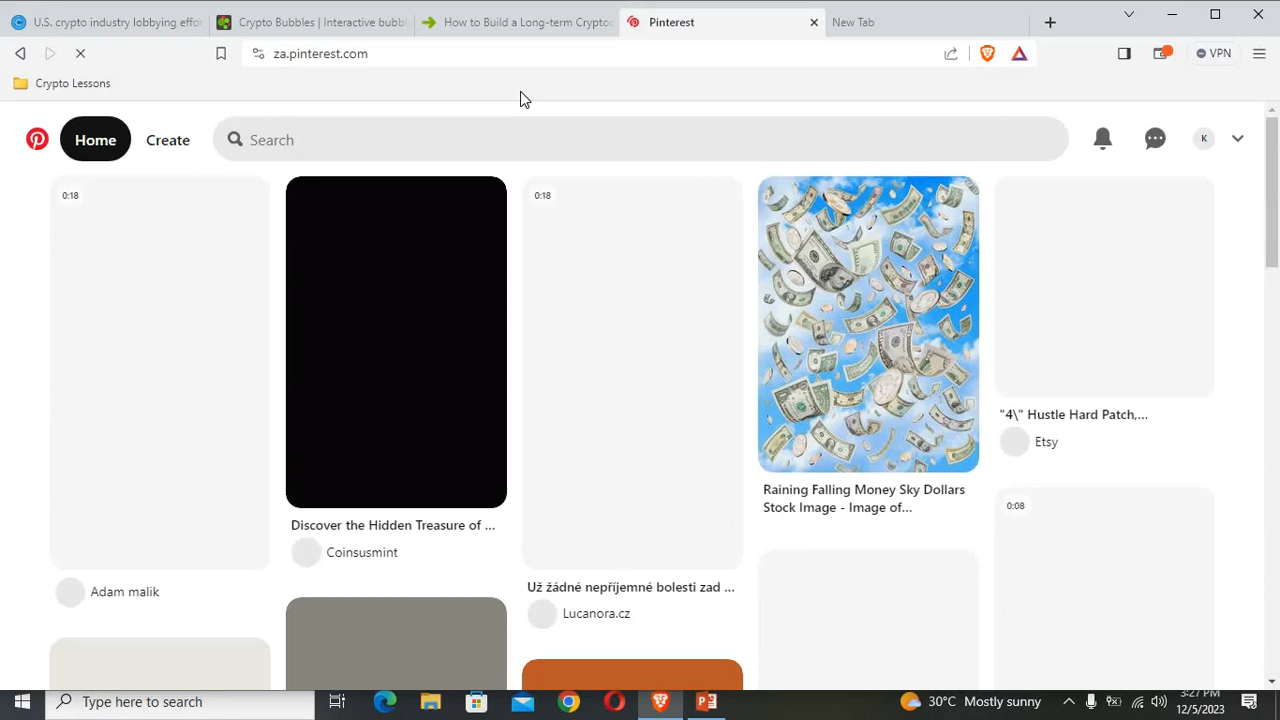 U.S. crypto industry lobbying effor
Crypto Bubbles | Interactive bubbl
How to Build a Long-term Cryptoc
Pinterest
New Tab
za.pinterest.com
VPN
Crypto Lessons
Home
Create
Search
K
0:18
0:18
"4\" Hustle Hard Patch,...
Etsy
Raining Falling Money Sky Dollars
Stock Image - Image of...
0:08
Discover the Hidden Treasure of ...
Coinsusmint
Už žádné nepříjemné bolesti zad ...
Lucanora.cz
Adam malik
Type here to search
30°C Mostly sunny
3:27 PM
12/5/2023